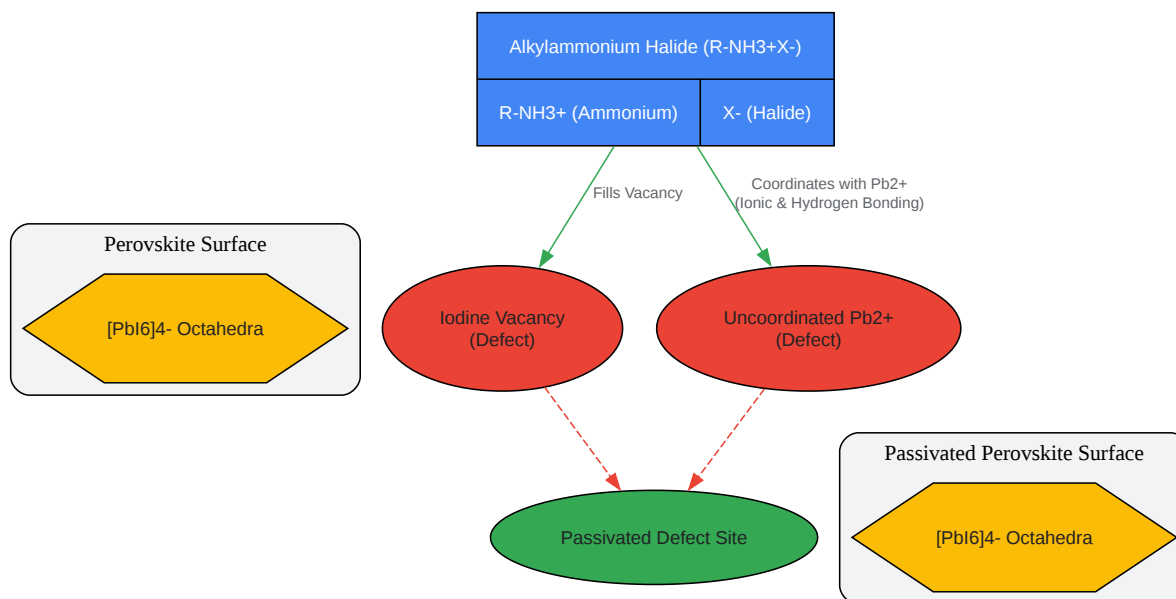 Alkylammonium Halide (R-NH3+X-)
R-NH3+ (Ammonium)
X- (Halide)
Fills Vacancy
Coordinates with Pb2+
(Ionic & Hydrogen Bonding)
Perovskite Surface
[PbI6]4- Octahedra
Iodine Vacancy
(Defect)
Uncoordinated Pb2+
(Defect)
Passivated Defect Site
Passivated Perovskite Surface
[PbI6]4- Octahedra